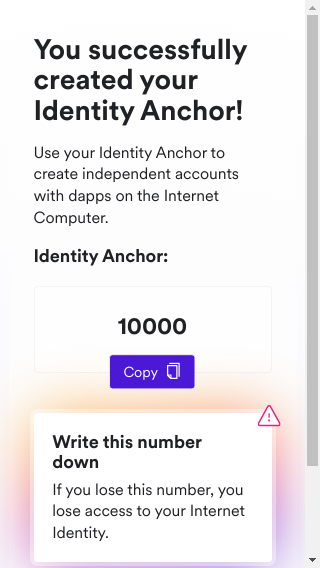 You successfully
created your
Identity Anchor!
Use your Identity Anchor to
create independent accounts
with dapps on the Internet
Computer.
Identity Anchor:
10000
Copy
Write this number
down
If you lose this number, you
lose access to your Internet
Identity.